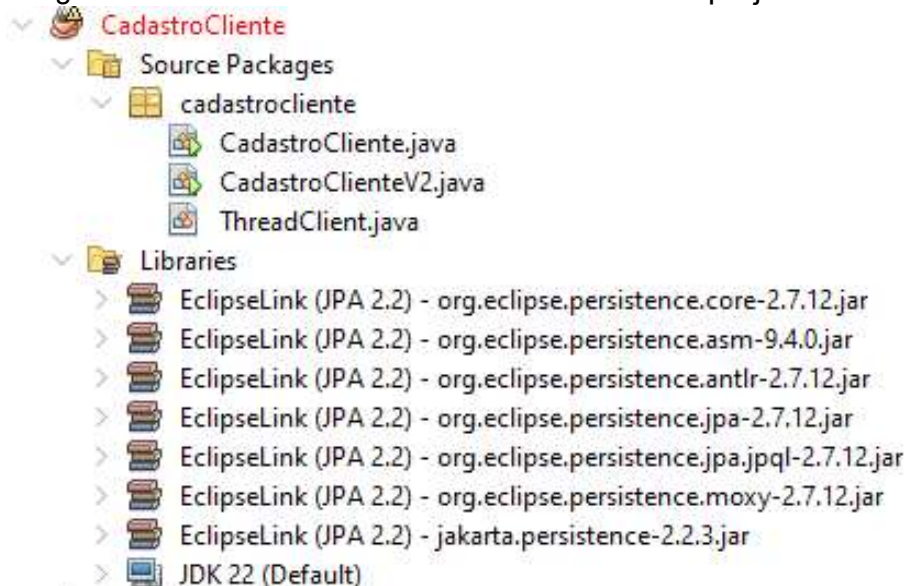 CadastroCliente
Source Packages
cadastrocliente
CadastroCliente.java
CadastroClienteV2.java
ThreadClient.java
Libraries
EclipseLink (JPA 2.2) - org.eclipse.persistence.core-2.7.12.jar
EclipseLink (JPA 2.2) - org.eclipse.persistence.asm-9.4.0.jar
EclipseLink (JPA 2.2) - org.eclipse.persistence.antlr-2.7.12.jar
EclipseLink (JPA 2.2) - org.eclipse.persistence.jpa-2.7.12.jar
EclipseLink (JPA 2.2) - org.eclipse.persistence.jpa.jpql-2.7.12.jar
EclipseLink (JPA 2.2) - org.eclipse.persistence.moxy-2.7.12.jar
EclipseLink (JPA 2.2) - jakarta.persistence-2.2.3.jar
JDK 22 (Default)